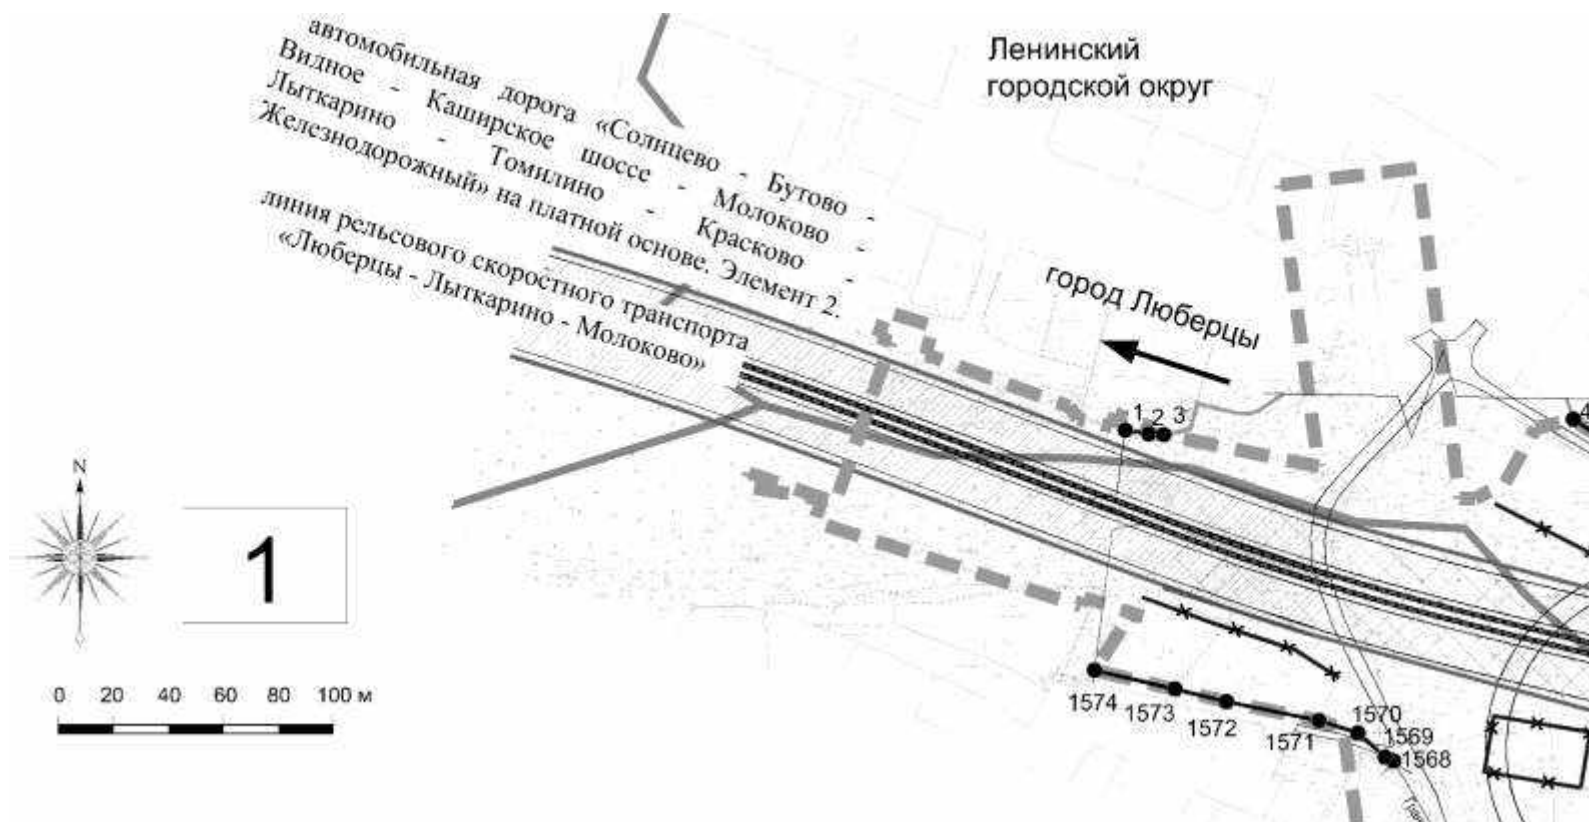 автомобильная дорога «Солнцево - Бутово -
Видное - Каширское шоссе - Молоково -
Лыткарино - Томилино - Красково -
Железнодорожный» на платной основе. Элемент 2.
линия рельсового скоростного транспорта
«Люберцы - Лыткарино - Молоково»
Ленинский
городской округ
город Люберцы
1 2 3
4
N
1
0 20 40 60 80 100 м
1574
1573
1572
1571
1570
1569
1568